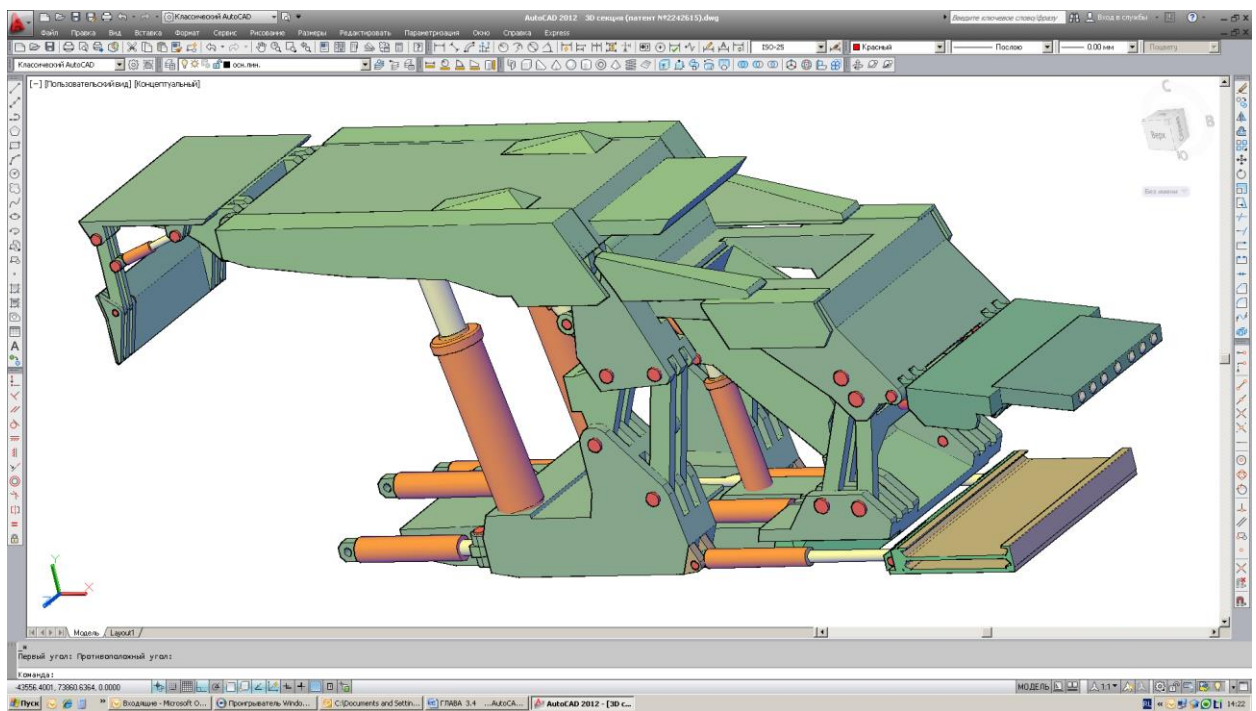 Классический AutoCAD
AutoCAD 2012 3D секция (патент №2242615).dwg
Введите ключевое слово/фразу
Вход в службы
Файл Правка Вид Вставка Формат Сервис Рисование Размеры Редактировать Параметризация Окно Справка Express
ISO-25
Красный
Послою
0.00 мм
Поцвету
Классический AutoCAD
осн.лин.
[−] [Пользовательский вид] [Концептуальный]
С
В
Верх
Ю
Без имени
A
Y
X
Модель Layout1
Первый угол: Противоположный угол:
Команда:
-43556.4001, 73860.6364, 0.0000
МОДЕЛЬ
1:1
Пуск
Входящие - Microsoft O...
Проигрыватель Windo...
C:\Documents and Settin...
ГЛАВА 3.4 ...AutoCA...
AutoCAD 2012 - [3D с...
14:22